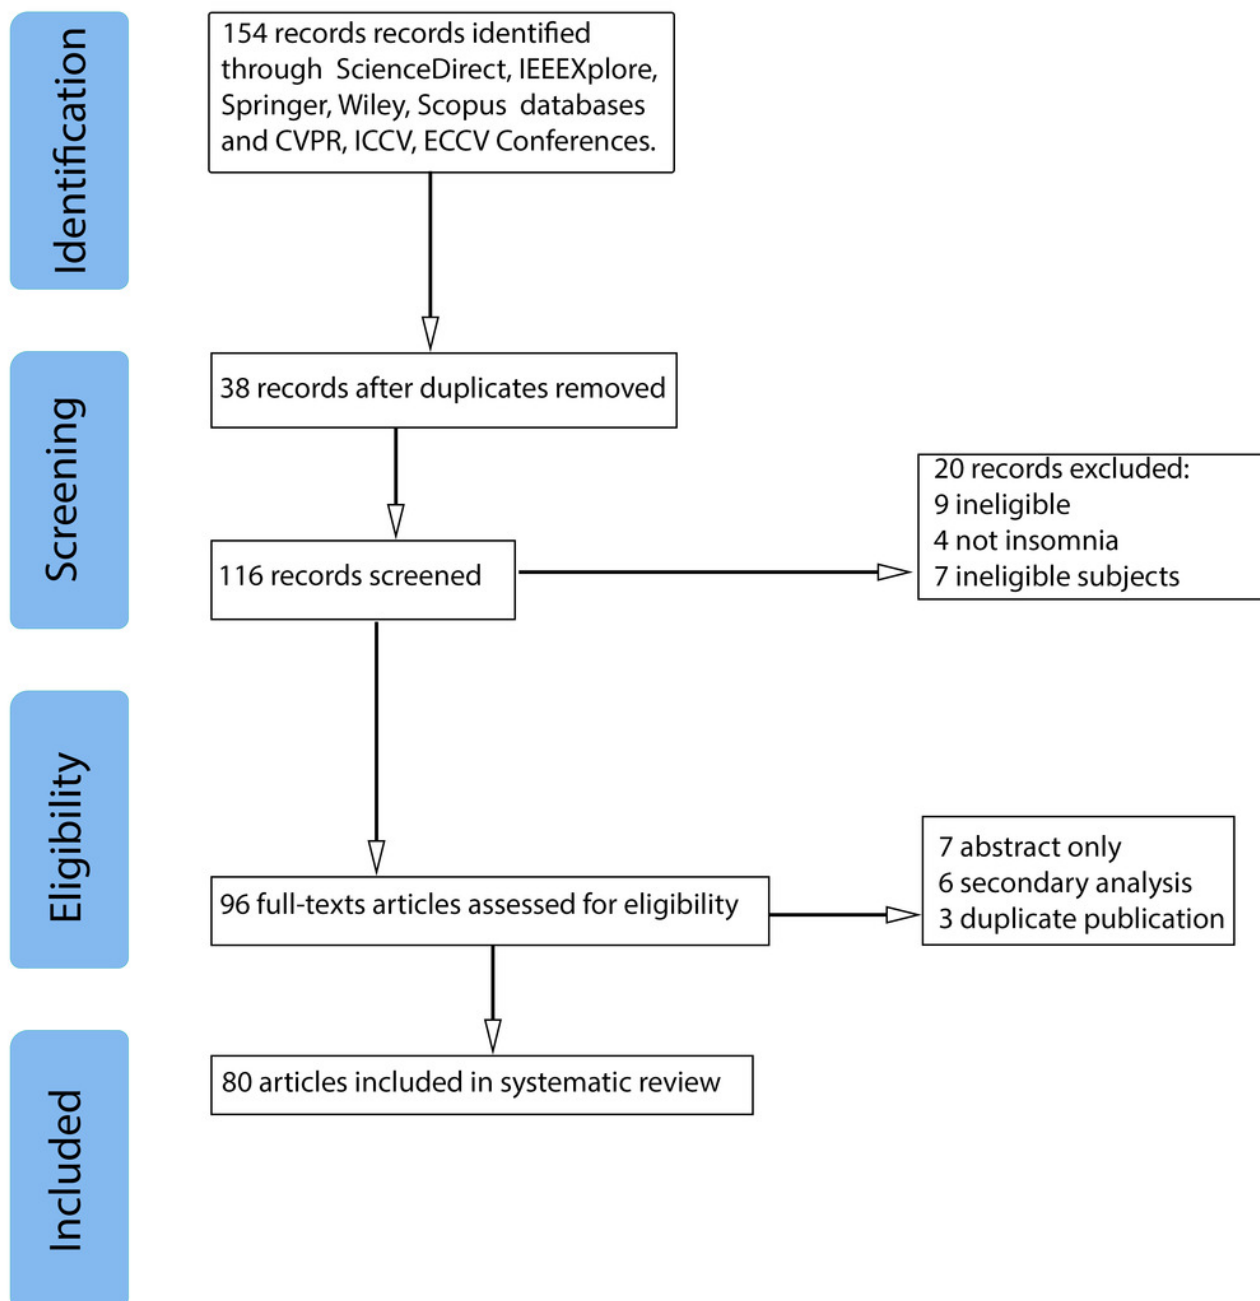 Identification
154 records records identified
through ScienceDirect, IEEEXplore,
Springer, Wiley, Scopus databases
and CVPR, ICCV, ECCV Conferences.
Screening
38 records after duplicates removed
116 records screened
20 records excluded:
9 ineligible
4 not insomnia
7 ineligible subjects
Eligibility
96 full-texts articles assessed for eligibility
7 abstract only
6 secondary analysis
3 duplicate publication
Included
80 articles included in systematic review